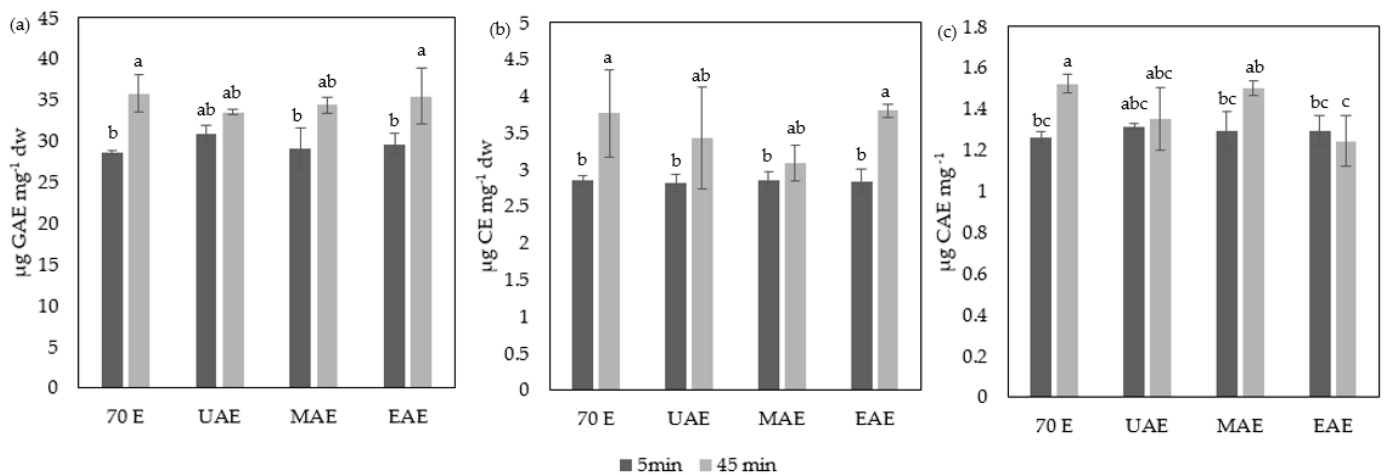 (a)
µg GAE mg⁻¹ dw
45
40
35
30
25
20
15
10
5
0
b a ab ab b ab b a
70 E UAE MAE EAE
(b)
µg CE mg⁻¹ dw
5
4.5
4
3.5
3
2.5
2
1.5
1
0.5
0
b a b ab b ab b a
70 E UAE MAE EAE
(c)
µg CAE mg⁻¹
1.8
1.6
1.4
1.2
1
0.8
0.6
0.4
0.2
0
bc a abc abc bc ab bc c
70 E UAE MAE EAE
5min 45 min